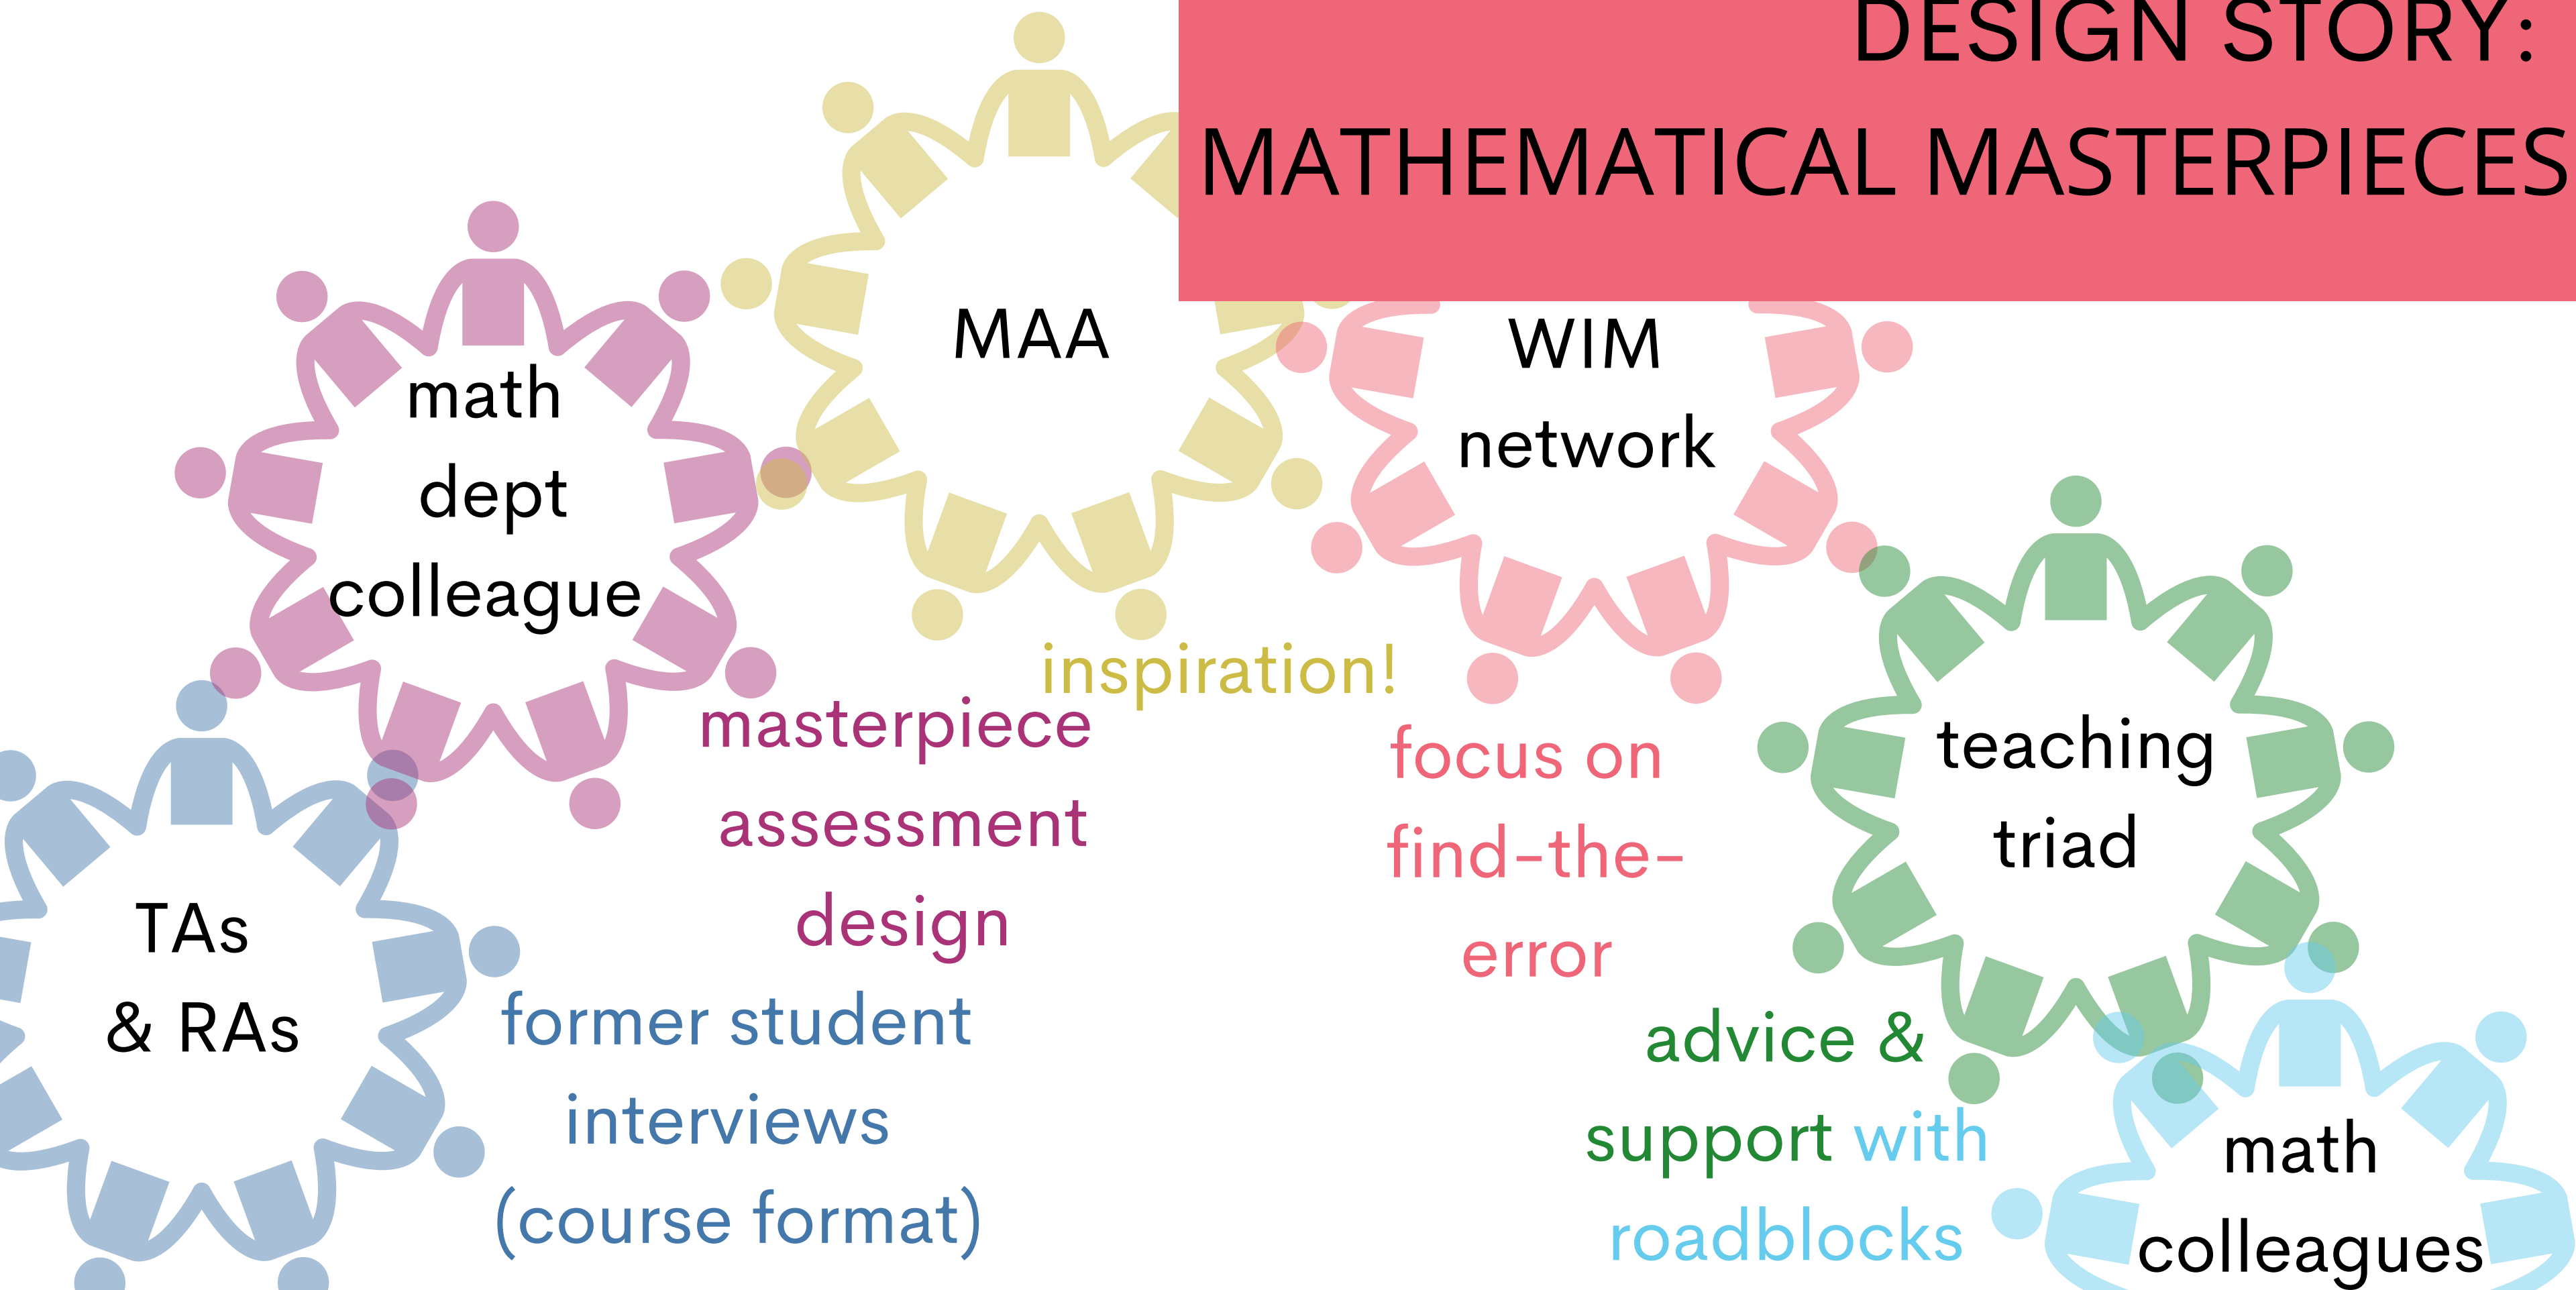 DESIGN STORY:
MATHEMATICAL MASTERPIECES
MAA
WIM
network
math
dept
colleague
inspiration!
masterpiece
assessment
design
focus on
find-the-
error
teaching
triad
TAs
& RAs
former student
interviews
(course format)
advice &
support with
roadblocks
math
colleagues